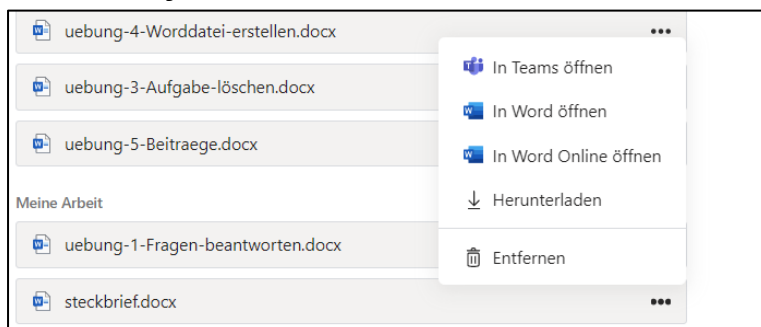 uebung-4-Worddatei-erstellen.docx
In Teams öffnen
uebung-3-Aufgabe-löschen.docx
In Word öffnen
uebung-5-Beitraege.docx
In Word Online öffnen
Meine Arbeit
Herunterladen
uebung-1-Fragen-beantworten.docx
Entfernen
steckbrief.docx